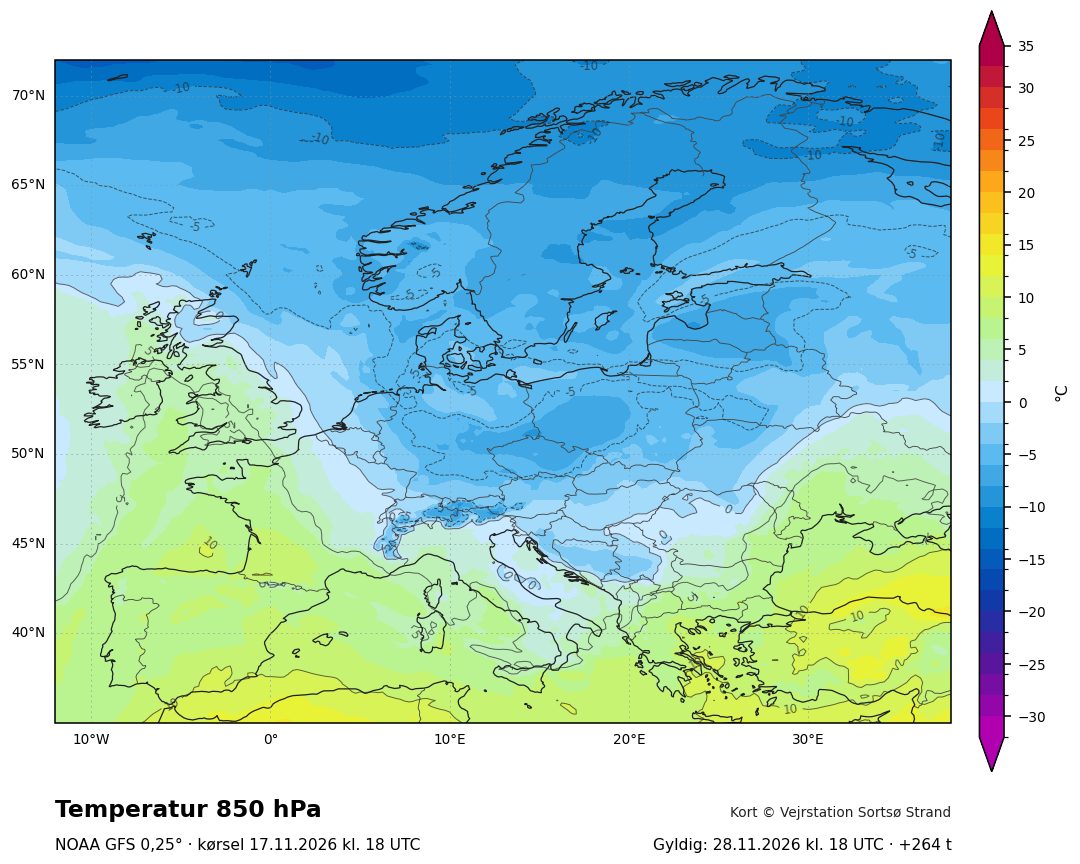 35
30
25
20
15
10
5
0
−5
−10
−15
−20
−25
−30
°C
70°N
65°N
60°N
55°N
50°N
45°N
40°N
10°W
0°
10°E
20°E
30°E
Temperatur 850 hPa
Kort © Vejrstation Sortsø Strand
NOAA GFS 0,25° · kørsel 17.11.2026 kl. 18 UTC
Gyldig: 28.11.2026 kl. 18 UTC · +264 t